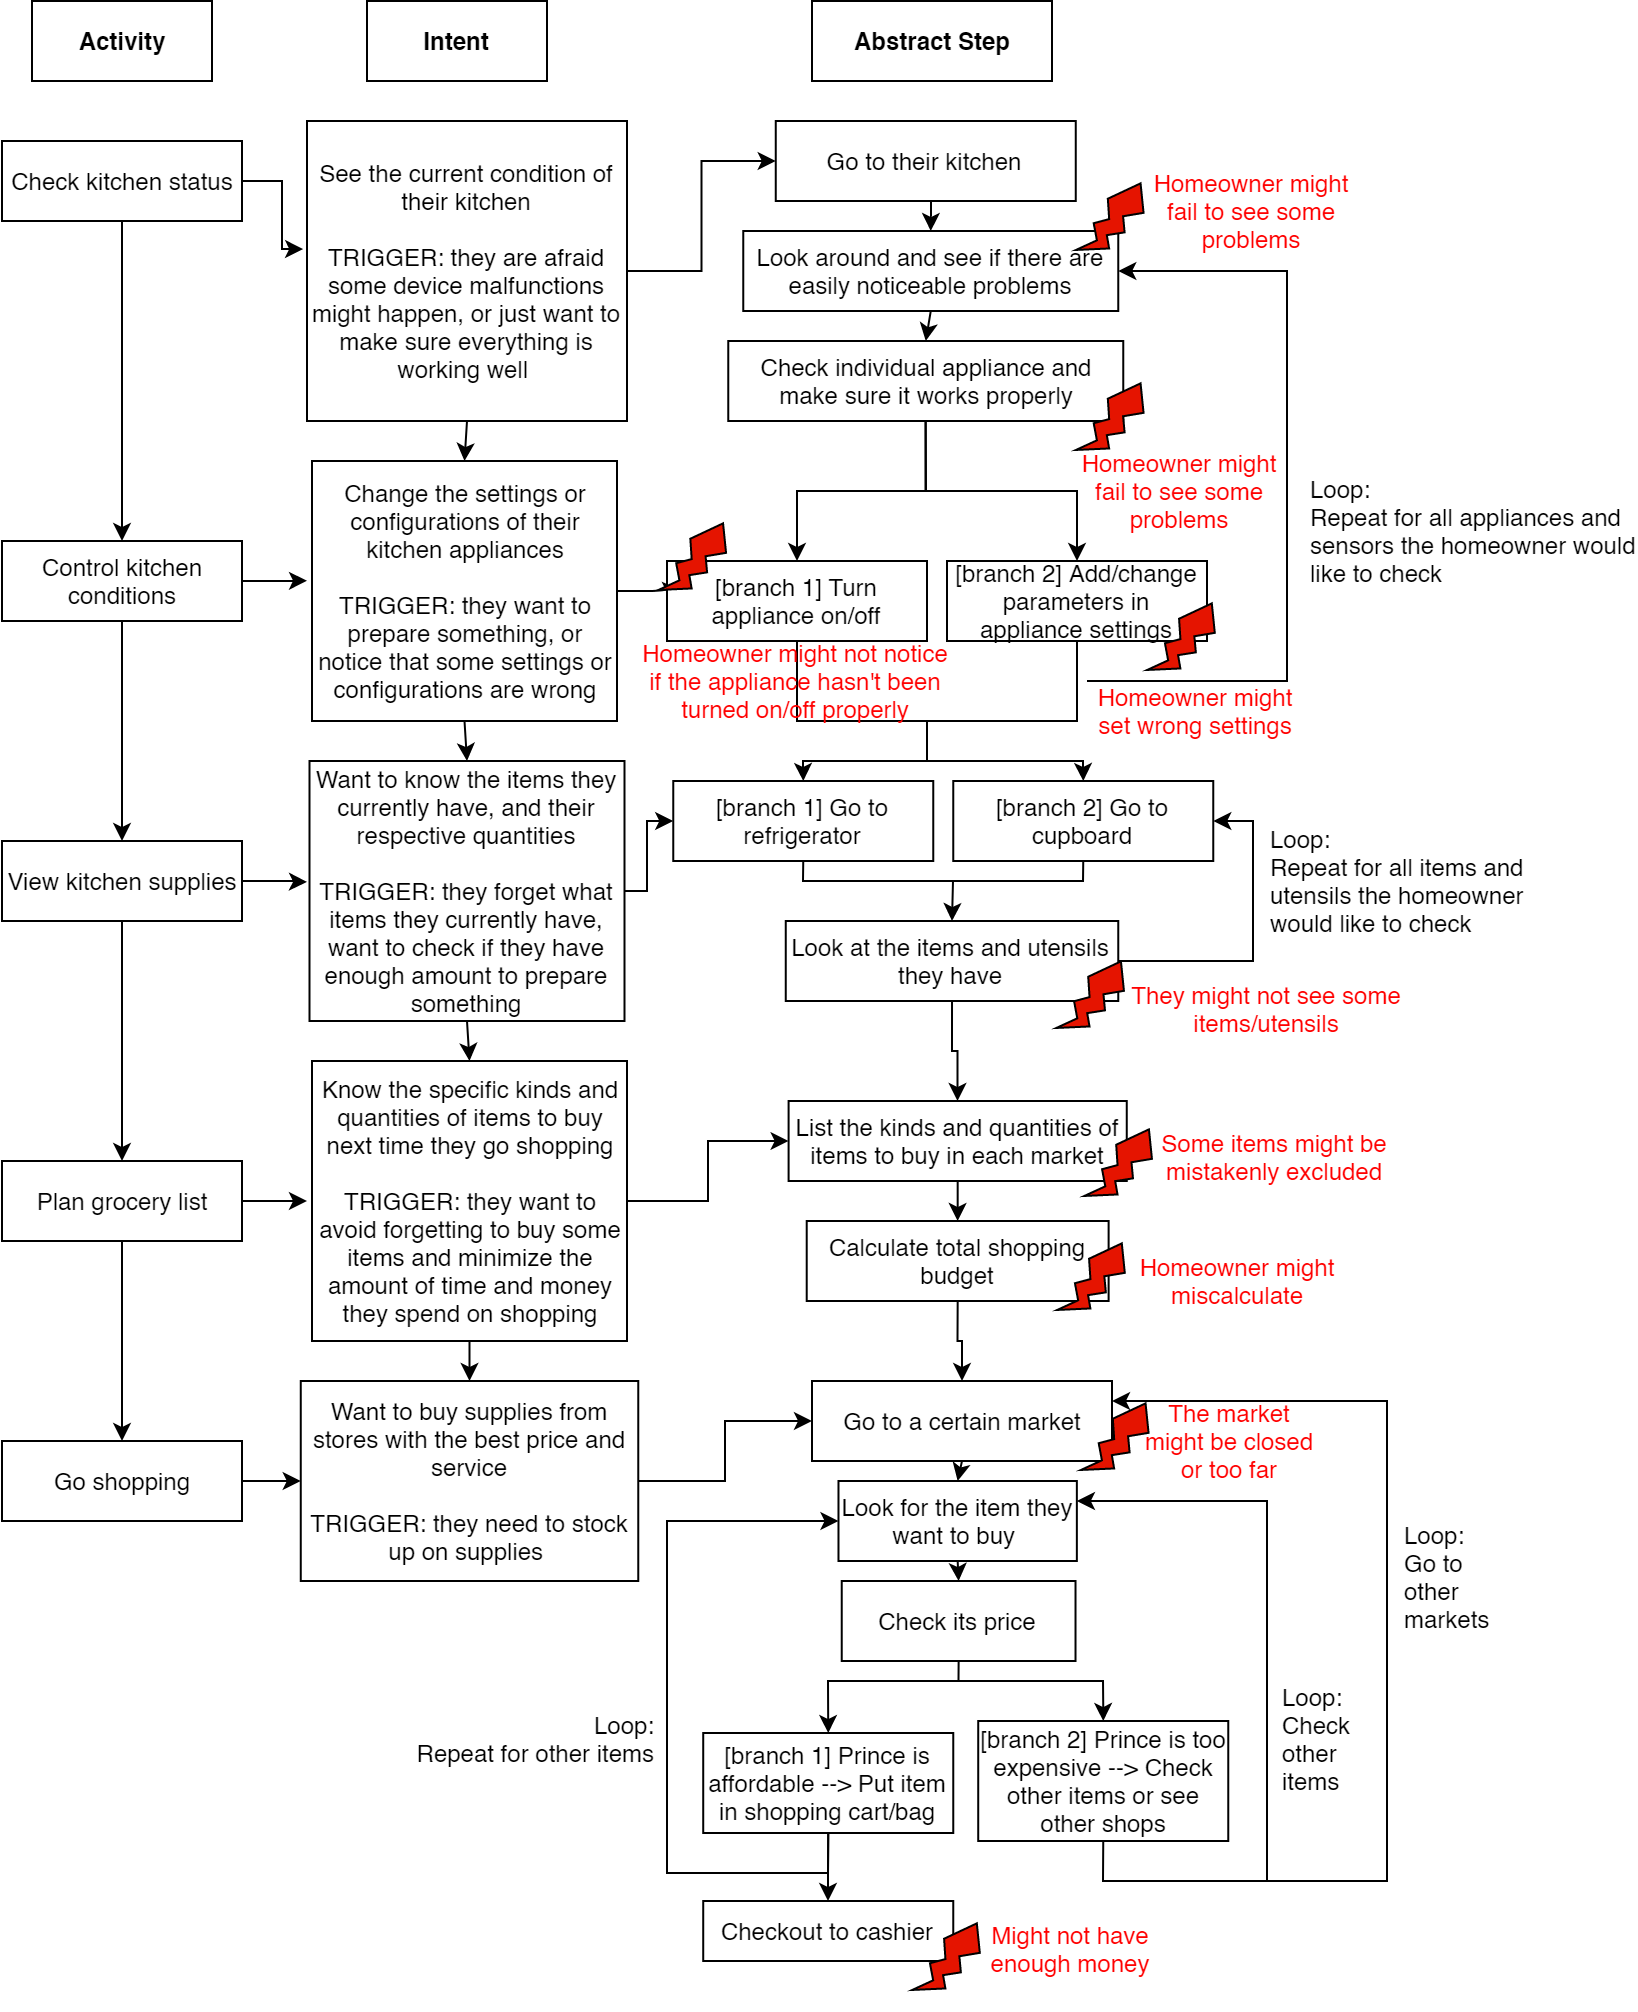 Activity
Intent
Abstract Step
Check kitchen status
See the current condition of
their kitchen
TRIGGER: they are afraid
some device malfunctions
might happen, or just want to
make sure everything is
working well
Go to their kitchen
Homeowner might
fail to see some
problems
Look around and see if there are
easily noticeable problems
Check individual appliance and
make sure it works properly
Homeowner might
fail to see some
problems
Loop:
Repeat for all appliances and
sensors the homeowner would
like to check
Control kitchen
conditions
Change the settings or
configurations of their
kitchen appliances
TRIGGER: they want to
prepare something, or
notice that some settings or
configurations are wrong
[branch 1] Turn
appliance on/off
[branch 2] Add/change
parameters in
appliance settings
Homeowner might not notice
if the appliance hasn't been
turned on/off properly
Homeowner might
set wrong settings
View kitchen supplies
Want to know the items they
currently have, and their
respective quantities
TRIGGER: they forget what
items they currently have,
want to check if they have
enough amount to prepare
something
[branch 1] Go to
refrigerator
[branch 2] Go to
cupboard
Loop:
Repeat for all items and
utensils the homeowner
would like to check
Look at the items and utensils
they have
They might not see some
items/utensils
Plan grocery list
Know the specific kinds and
quantities of items to buy
next time they go shopping
TRIGGER: they want to
avoid forgetting to buy some
items and minimize the
amount of time and money
they spend on shopping
List the kinds and quantities of
items to buy in each market
Some items might be
mistakenly excluded
Calculate total shopping
budget
Homeowner might
miscalculate
Go shopping
Want to buy supplies from
stores with the best price and
service
TRIGGER: they need to stock
up on supplies
Go to a certain market
The market
might be closed
or too far
Look for the item they
want to buy
Loop:
Go to
other
markets
Check its price
Loop:
Repeat for other items
Loop:
Check
other
items
[branch 1] Prince is
affordable --> Put item
in shopping cart/bag
[branch 2] Prince is too
expensive --> Check
other items or see
other shops
Checkout to cashier
Might not have
enough money